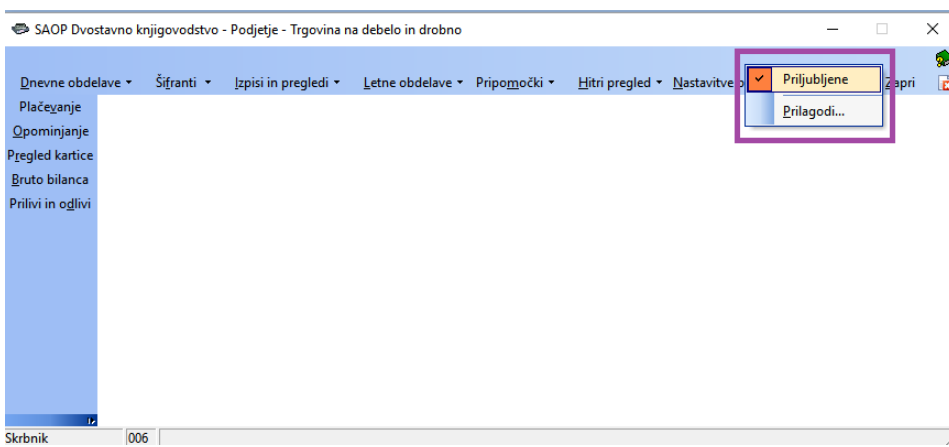 SAOP Dvostavno knjigovodstvo - Podjetje - Trgovina na debelo in drobno
Dnevne obdelave Šifranti Izpisi in pregledi Letne obdelave Pripomočki Hitri pregled Nastavitve Zapri
Priljubljene
Prilagodi...
Plačevanje
Opominjanje
Pregled kartice
Bruto bilanca
Prilivi in odlivi
Skrbnik 006